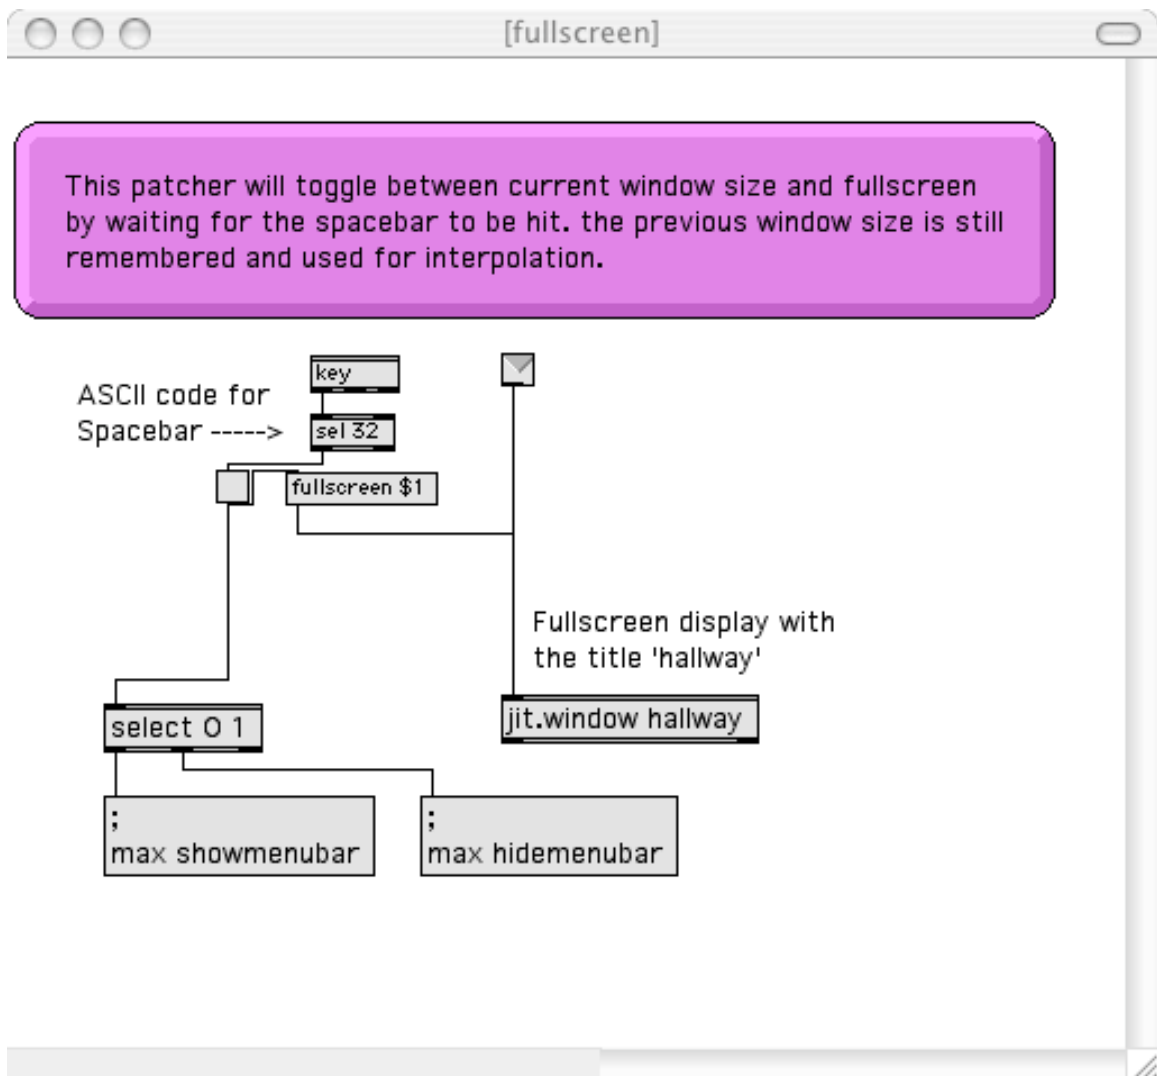 [fullscreen]
This patcher will toggle between current window size and fullscreen
by waiting for the spacebar to be hit. the previous window size is still
remembered and used for interpolation.
key
ASCII code for
Spacebar ----->
sel 32
fullscreen $1
Fullscreen display with
the title 'hallway'
select 0 1
jit.window hallway
;
max showmenubar
;
max hidemenubar